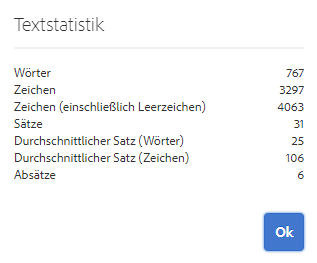 Textstatistik
Wörter 767
Zeichen 3297
Zeichen (einschließlich Leerzeichen) 4063
Sätze 31
Durchschnittlicher Satz (Wörter) 25
Durchschnittlicher Satz (Zeichen) 106
Absätze 6
Ok